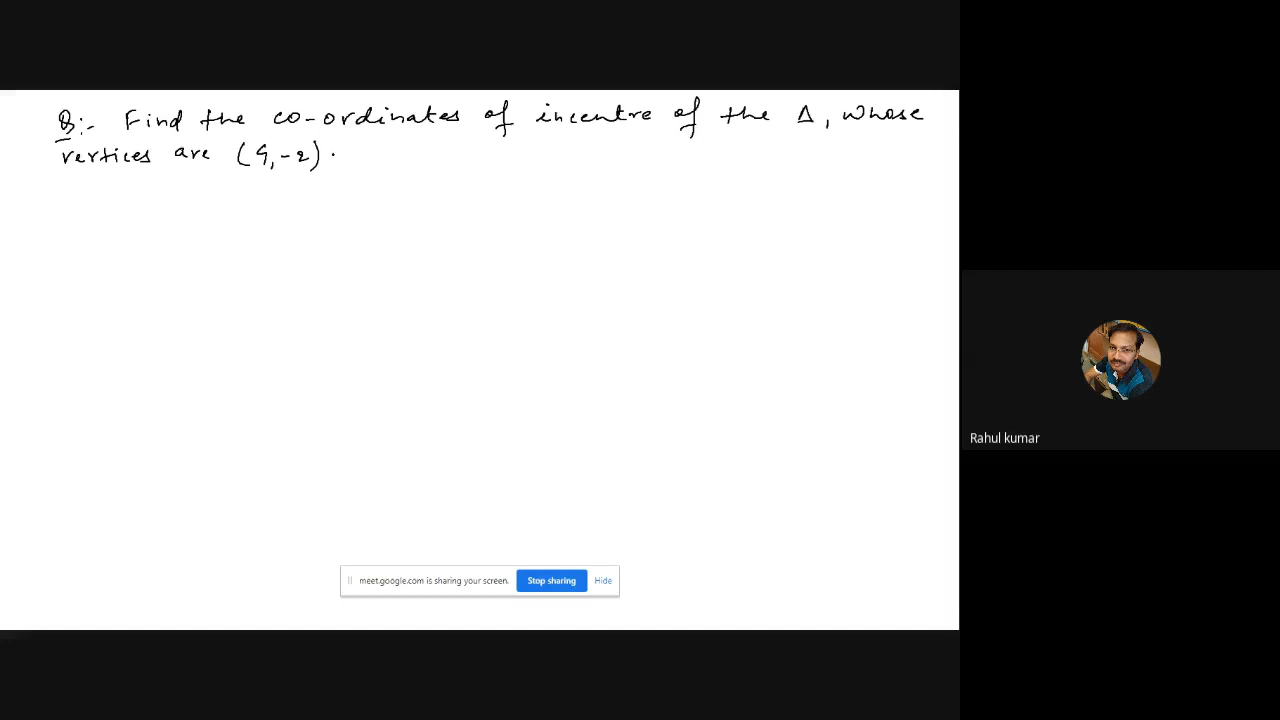 Q:- Find the co-ordinates of incentre of the Δ, whose
vertices are (4,-2).
meet.google.com is sharing your screen. Stop sharing Hide
Rahul kumar